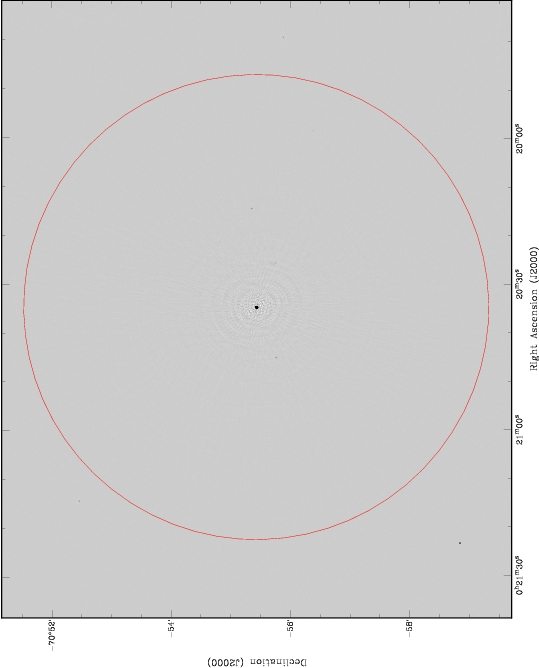 20ᵐ00ˢ
20ᵐ30ˢ
21ᵐ00ˢ
0ʰ21ᵐ30ˢ
Right Ascension (J2000)
-70°52'
-54'
-56'
-58'
Declination (J2000)